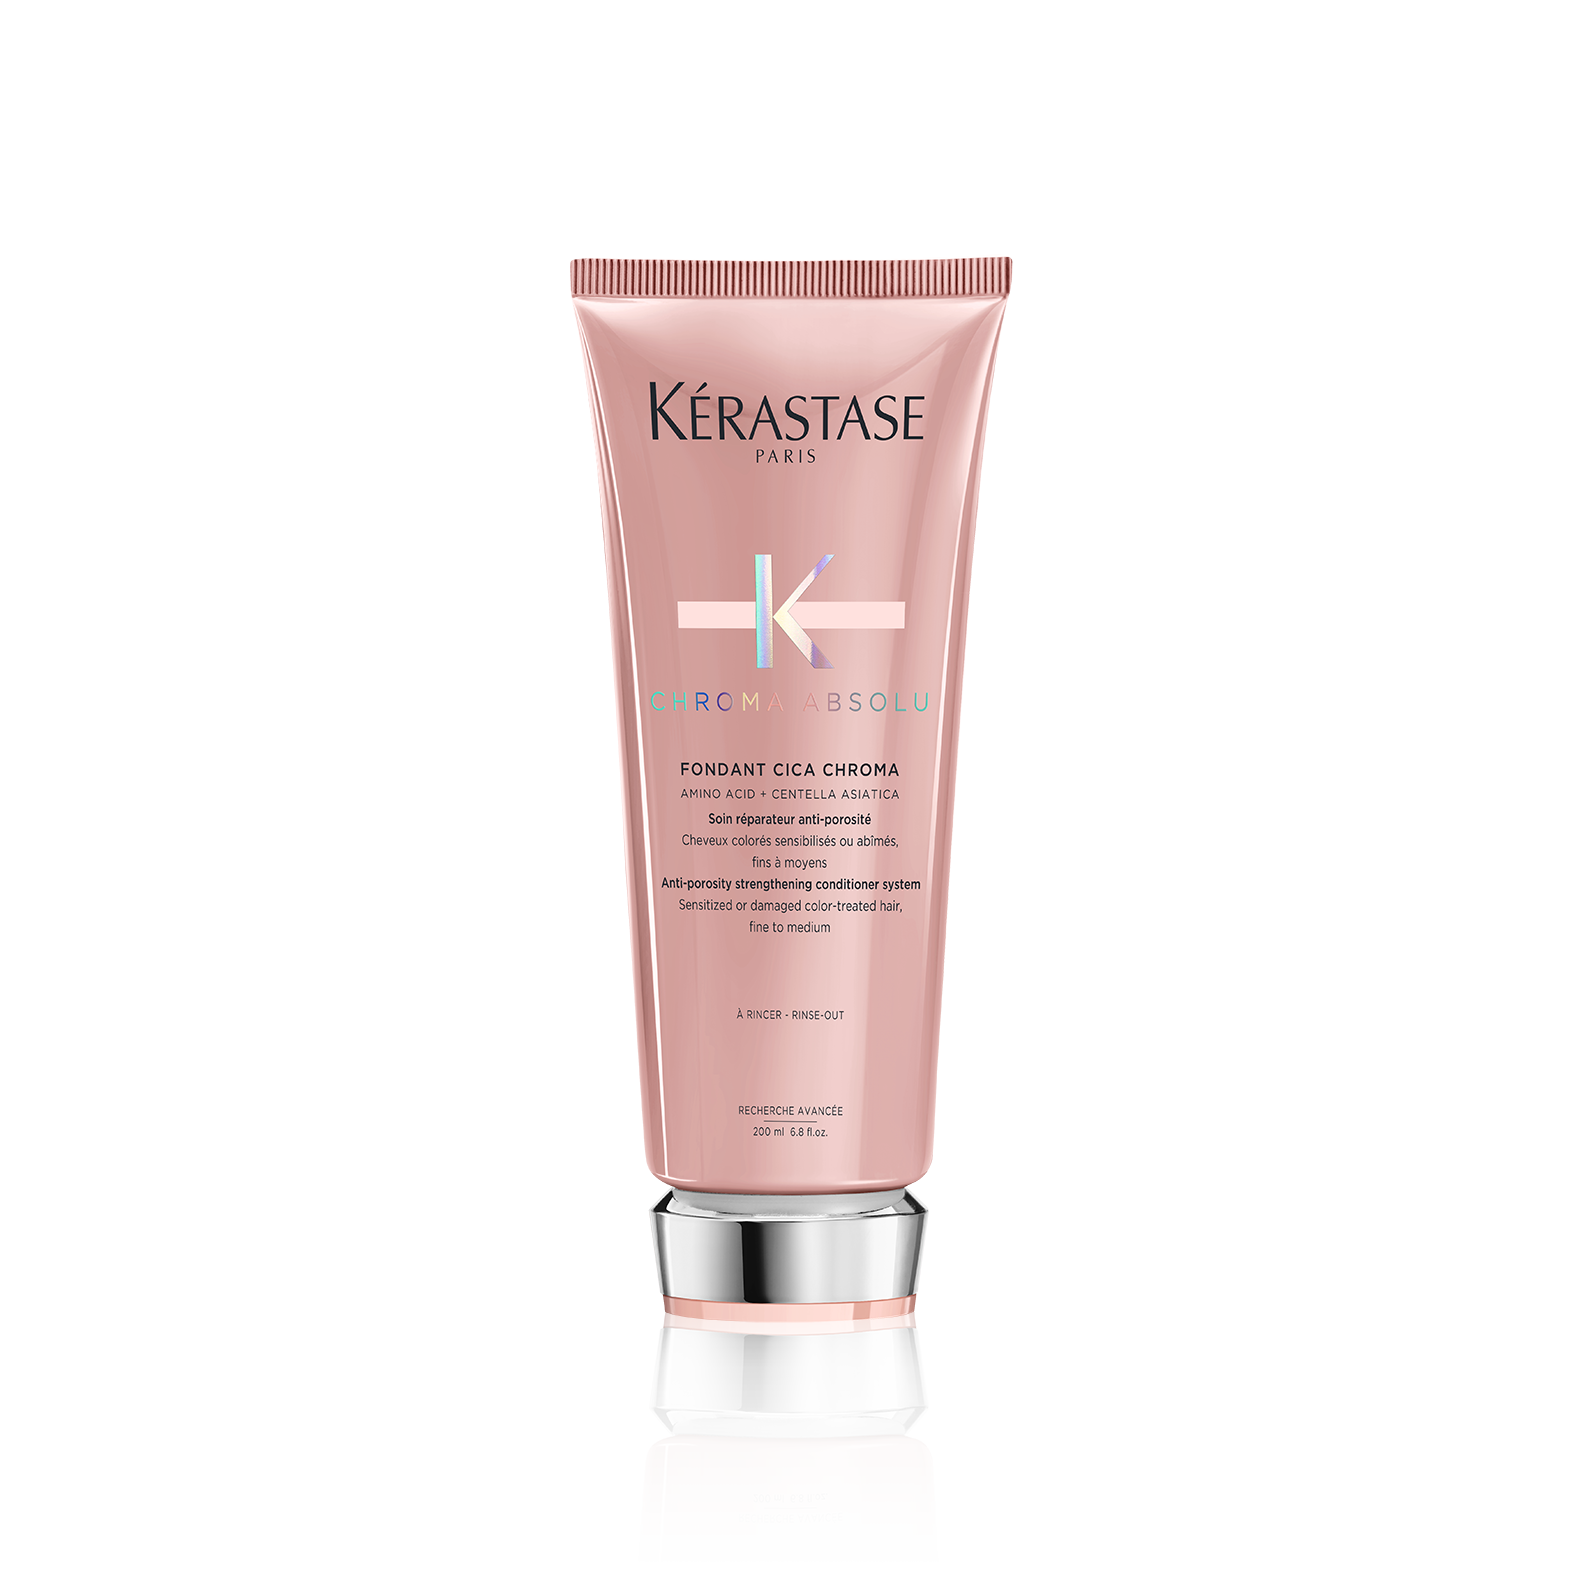 KÉRASTASE
PARIS
K
CHROMA ABSOLU
FONDANT CICA CHROMA
AMINO ACID + CENTELLA ASIATICA
Soin réparateur anti-porosité
Cheveux colorés sensibilisés ou abîmés,
fins à moyens
Anti-porosity strengthening conditioner system
Sensitized or damaged color-treated hair,
fine to medium
À RINCER - RINSE-OUT
RECHERCHE AVANCÉE
200 ml 6.8 fl.oz.